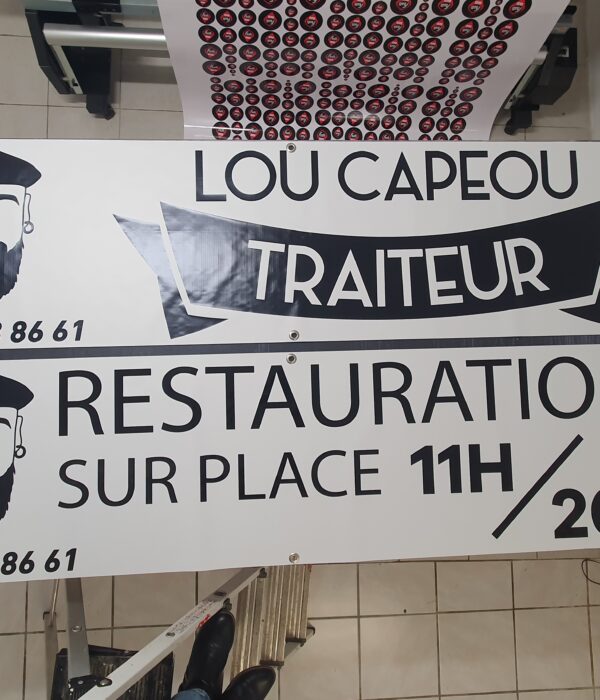 LOU CAPEOU
TRAITEUR
86 61
RESTAURATIO
SUR PLACE 11H/20
86 61